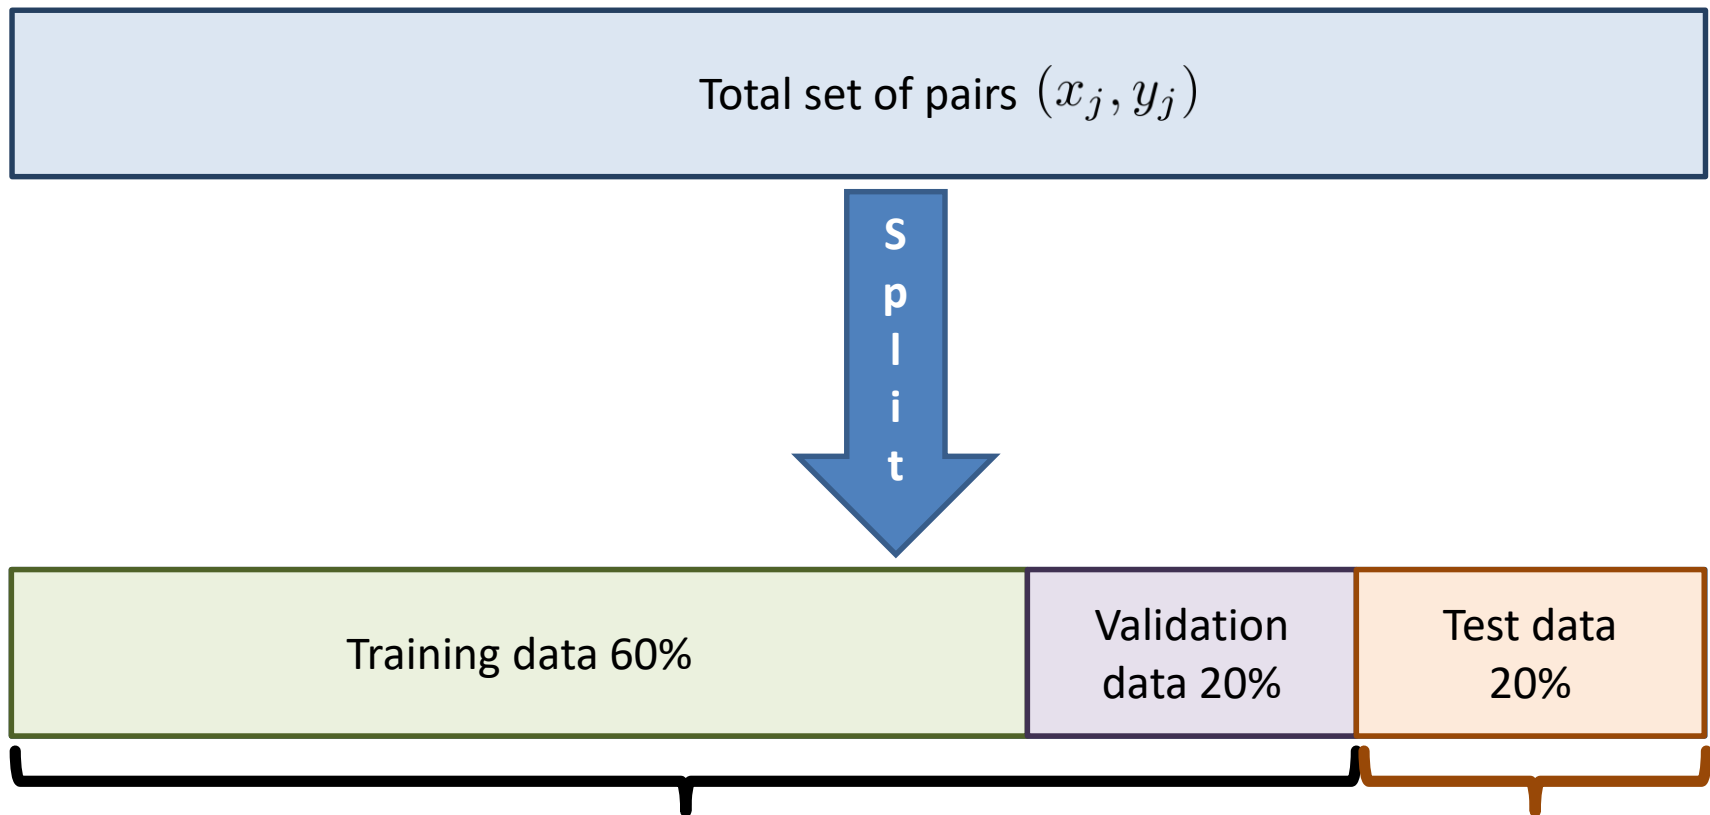 Total set of pairs (x_j, y_j)
S
p
l
i
t
Training data 60%
Validation
data 20%
Test data
20%